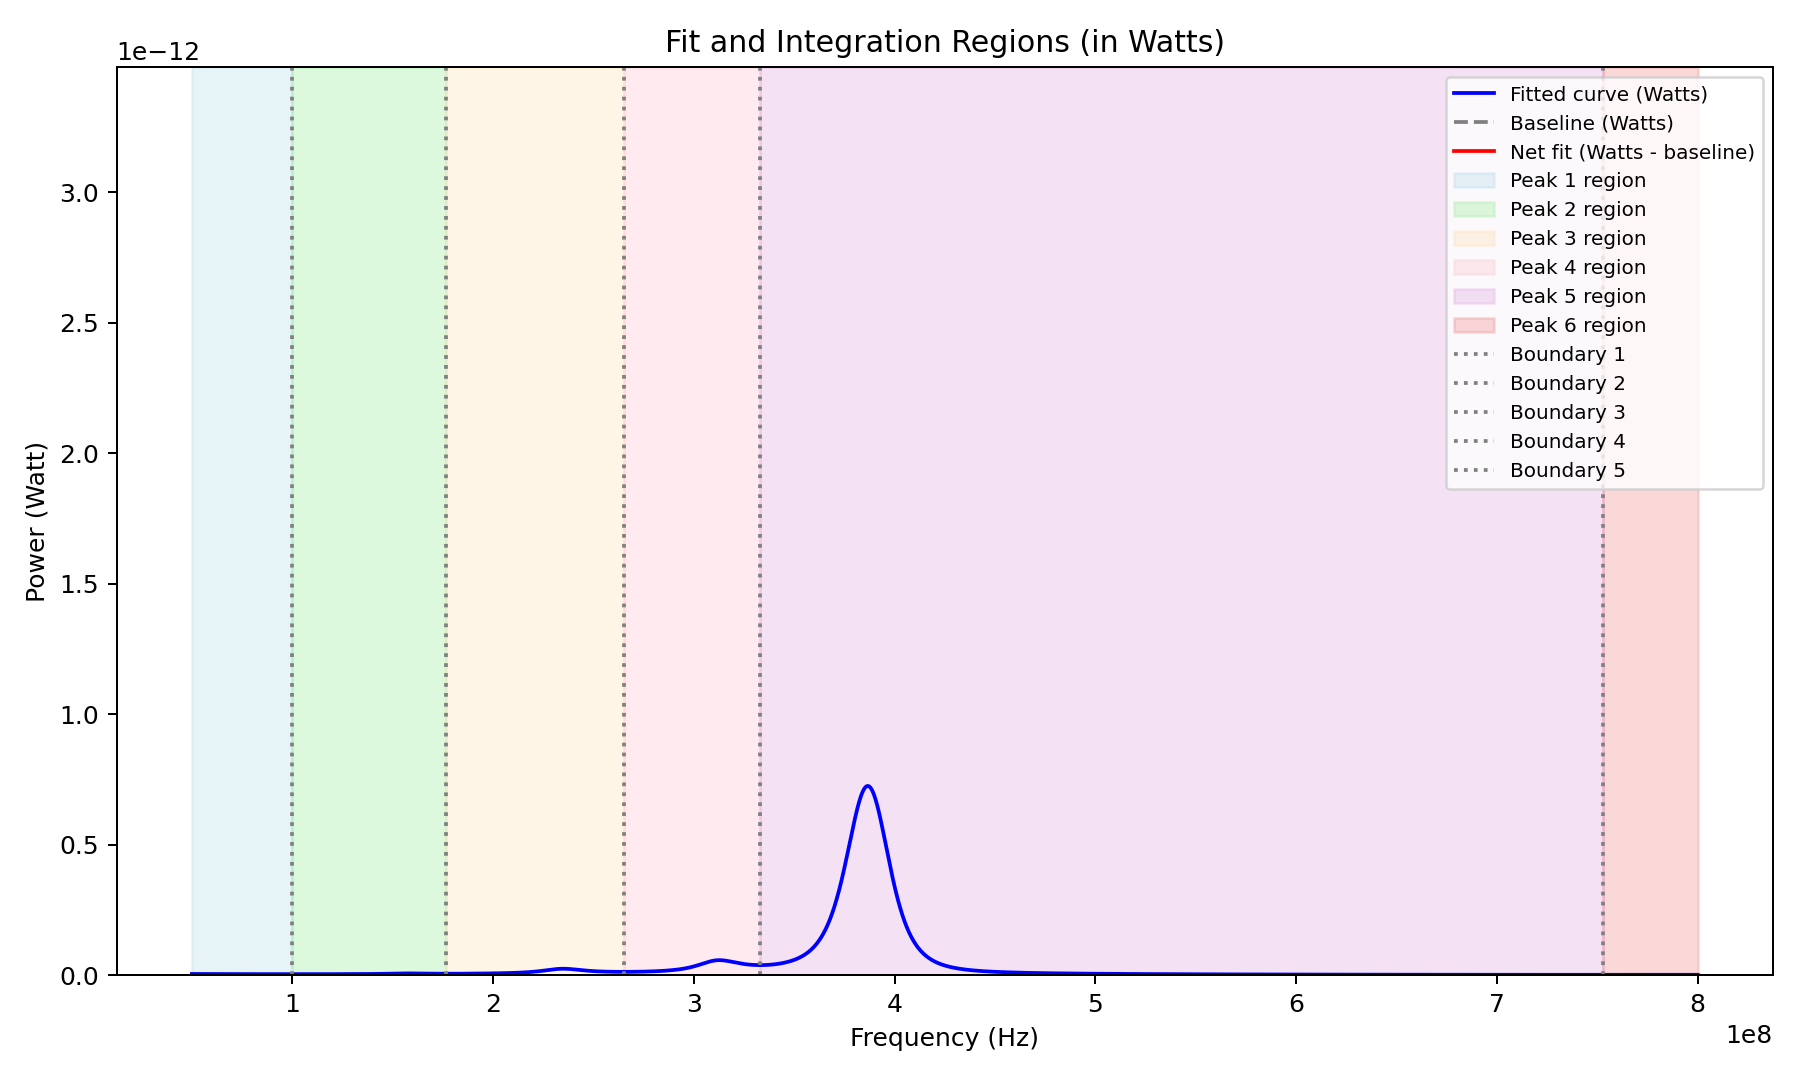 Fit and Integration Regions (in Watts)
1e−12
Fitted curve (Watts)
Baseline (Watts)
Net fit (Watts - baseline)
Peak 1 region
Peak 2 region
Peak 3 region
Peak 4 region
Peak 5 region
Peak 6 region
Boundary 1
Boundary 2
Boundary 3
Boundary 4
Boundary 5
3.0
2.5
2.0
1.5
1.0
0.5
0.0
Power (Watt)
1 2 3 4 5 6 7 8
1e8
Frequency (Hz)